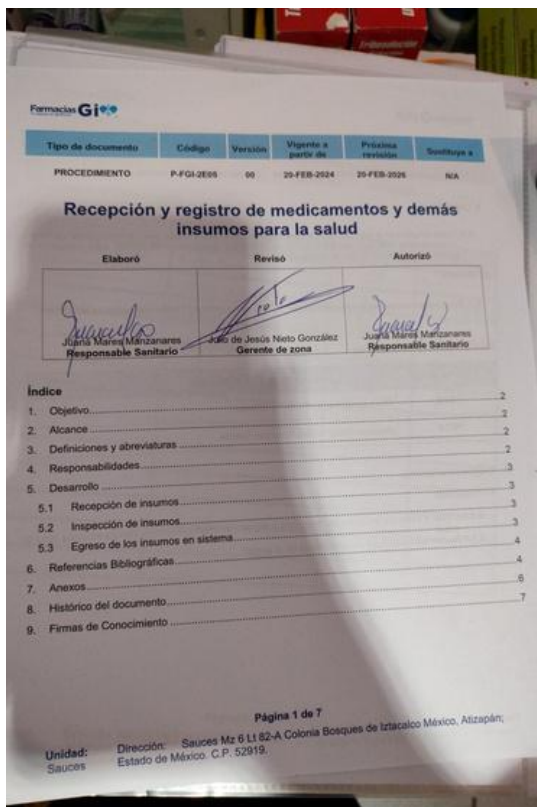 Farmacias Gi
Tipo de documento Código Versión Vigente a partir de Próxima revisión Sustituye a
PROCEDIMIENTO P-FGI-2E05 00 20-FEB-2024 20-FEB-2026 N/A
Recepción y registro de medicamentos y demás
insumos para la salud
Elaboró Revisó Autorizó
Juana Mares Manzanares Julio de Jesús Nieto González Juana Mares Manzanares
Responsable Sanitario Gerente de zona Responsable Sanitario
Índice
1. Objetivo 2
2. Alcance 2
3. Definiciones y abreviaturas 2
4. Responsabilidades 2
5. Desarrollo 3
5.1 Recepción de insumos 3
5.2 Inspección de insumos 3
5.3 Egreso de los insumos en sistema 3
6. Referencias Bibliográficas 4
7. Anexos 4
8. Histórico del documento 6
9. Firmas de Conocimiento 7
Página 1 de 7
Unidad: Dirección: Sauces Mz 6 Lt 82-A Colonia Bosques de Iztacalco México, Atizapán;
Sauces Estado de México. C.P. 52919.